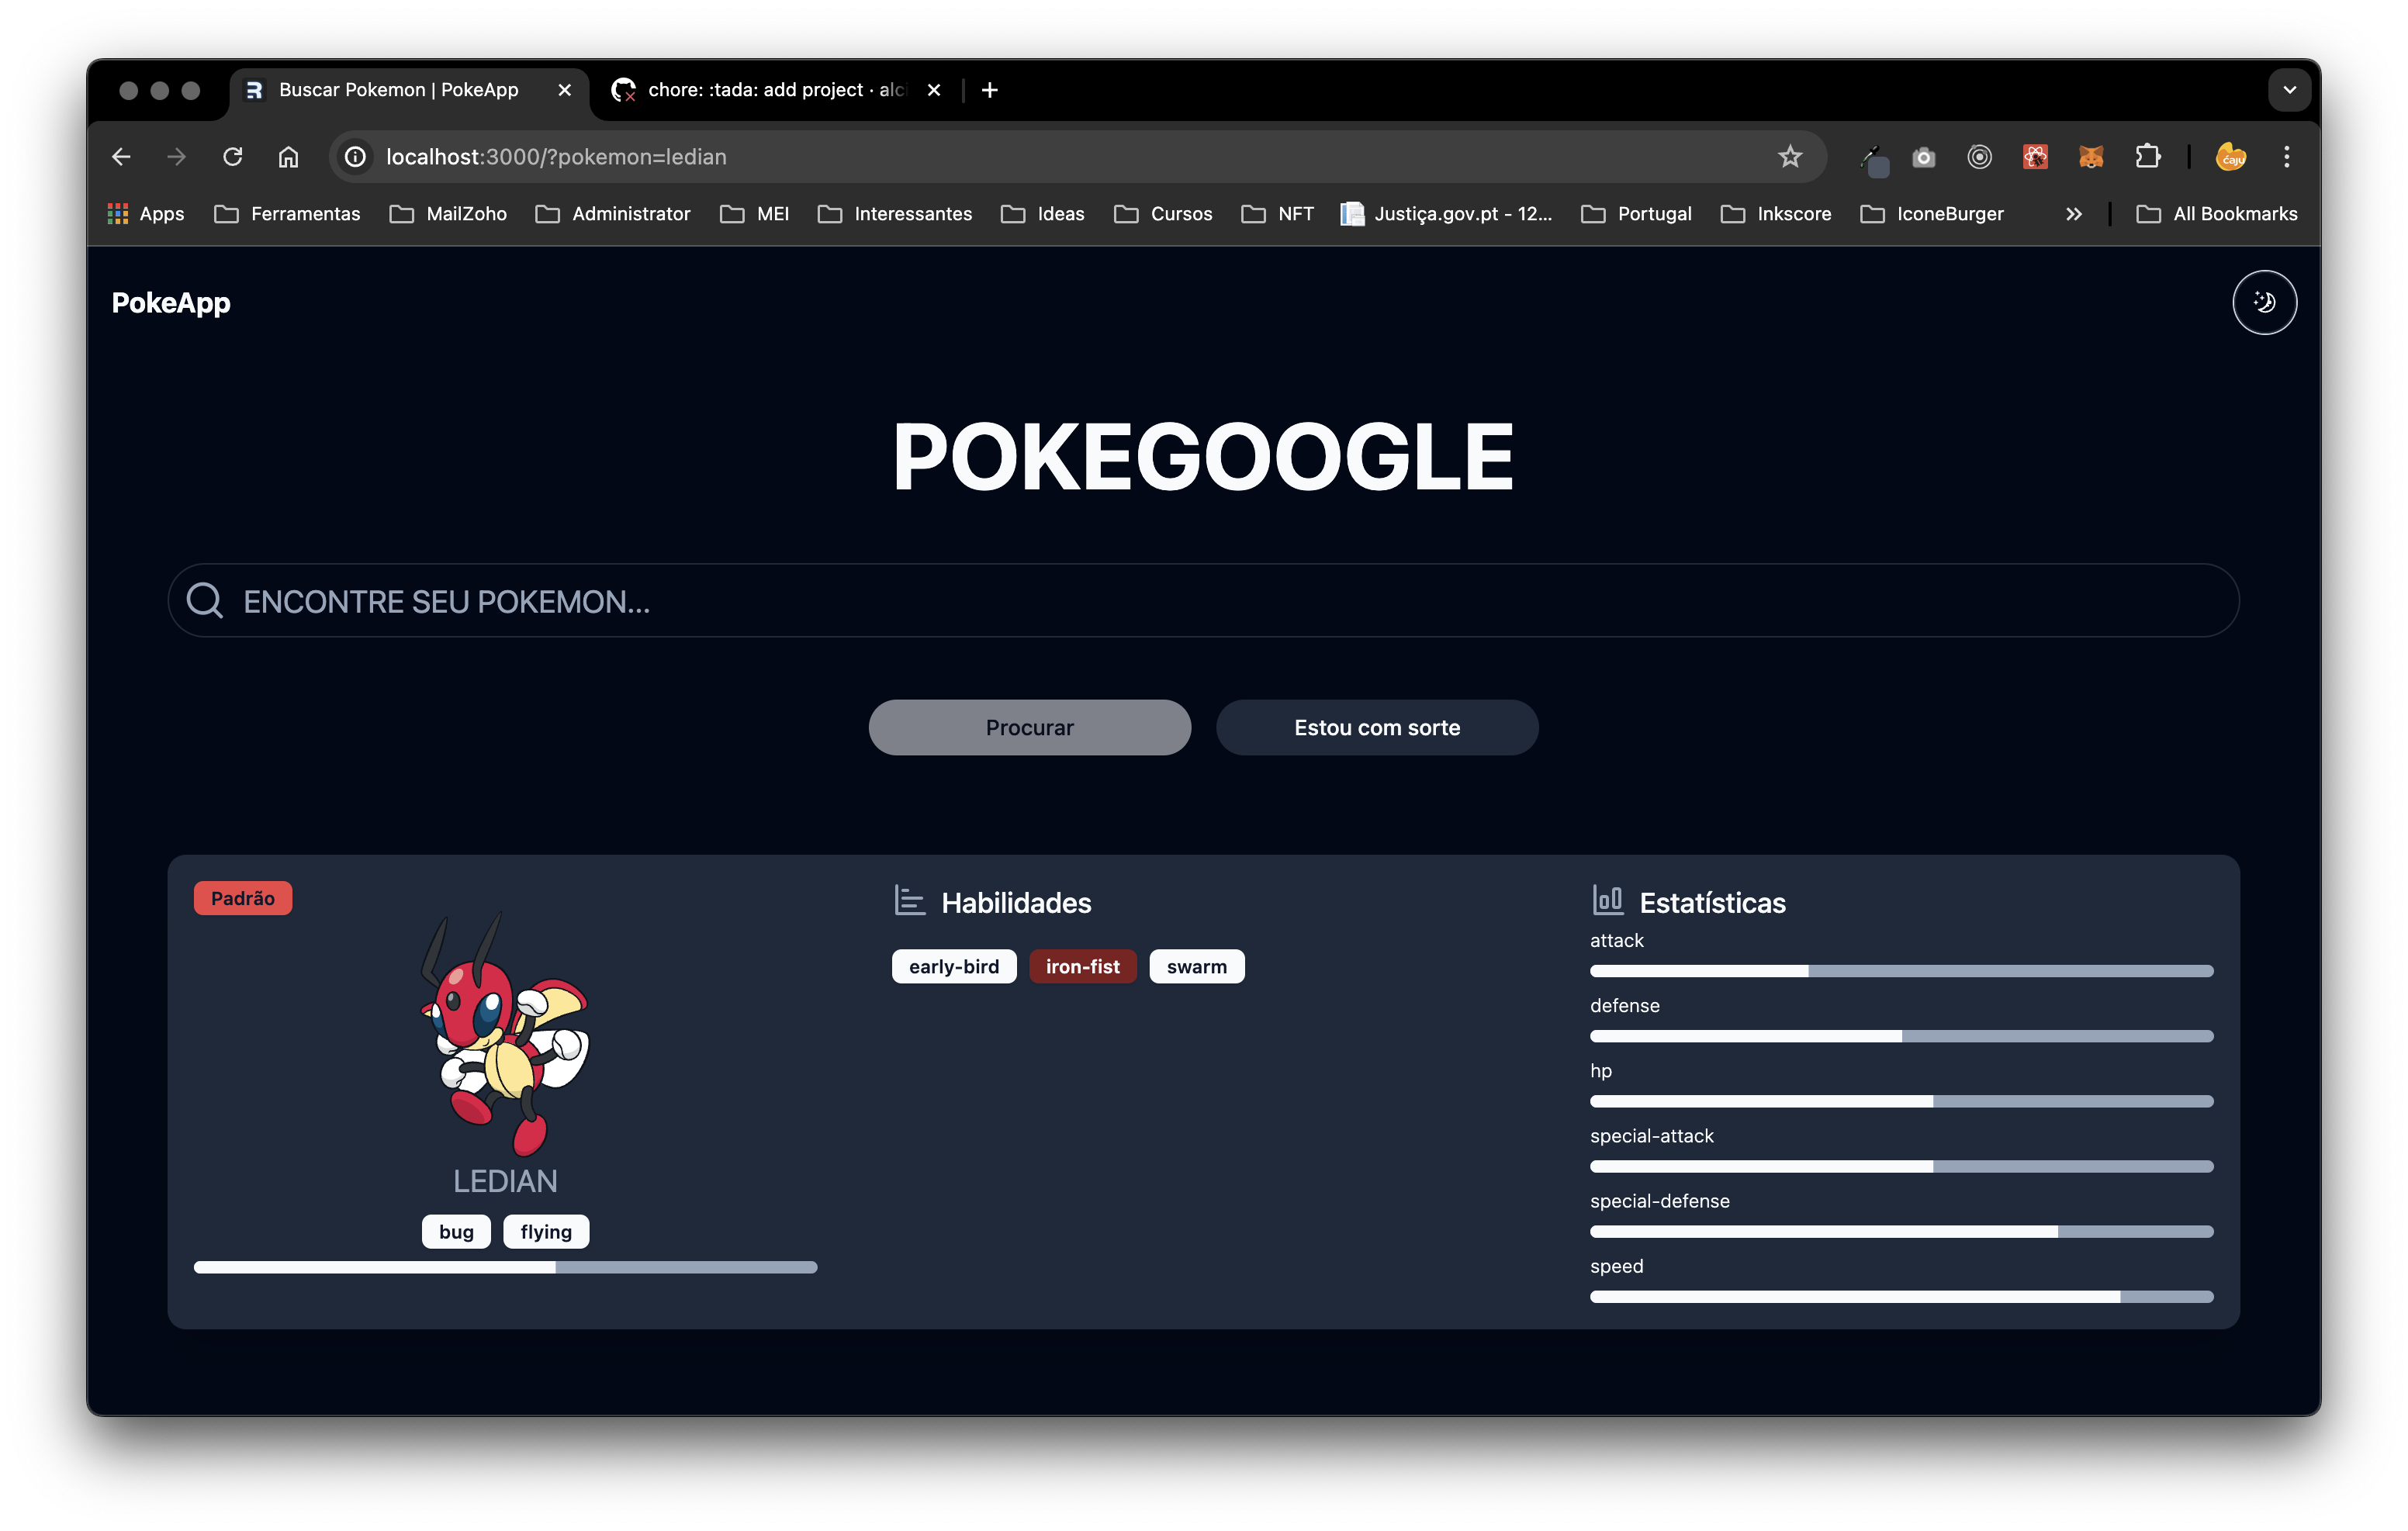 Buscar Pokemon | PokeApp
chore: :tada: add project · alc
localhost:3000/?pokemon=ledian
caju
Apps Ferramentas MailZoho Administrator MEI Interessantes Ideas Cursos NFT Justiça.gov.pt - 12... Portugal Inkscore IconeBurger » All Bookmarks
PokeApp
POKEGOOGLE
ENCONTRE SEU POKEMON...
Procurar Estou com sorte
Padrão
LEDIAN
bug flying
Habilidades
early-bird iron-fist swarm
Estatísticas
attack
defense
hp
special-attack
special-defense
speed